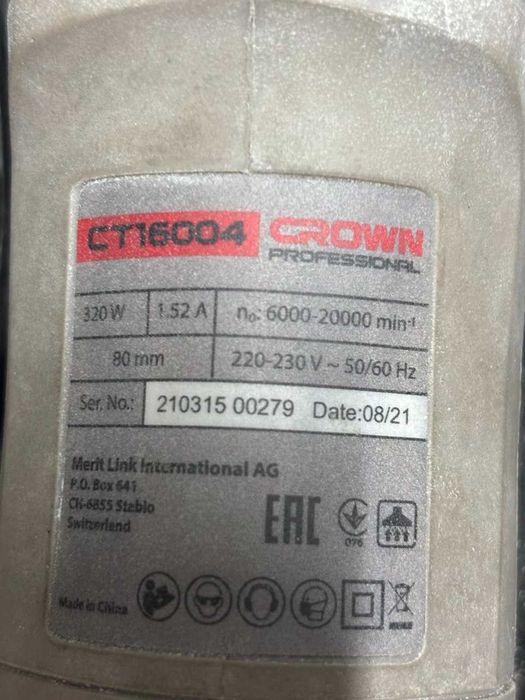 CT16004 CROWN
PROFESSIONAL
320 W 1.52 A n₀: 6000-20000 min⁻¹
80 mm 220-230 V ~ 50/60 Hz
Ser. No.: 210315 00279 Date:08/21
Merit Link International AG
P.O. Box 641
CH-6855 Stabio
Switzerland
EAC
096
Made in China